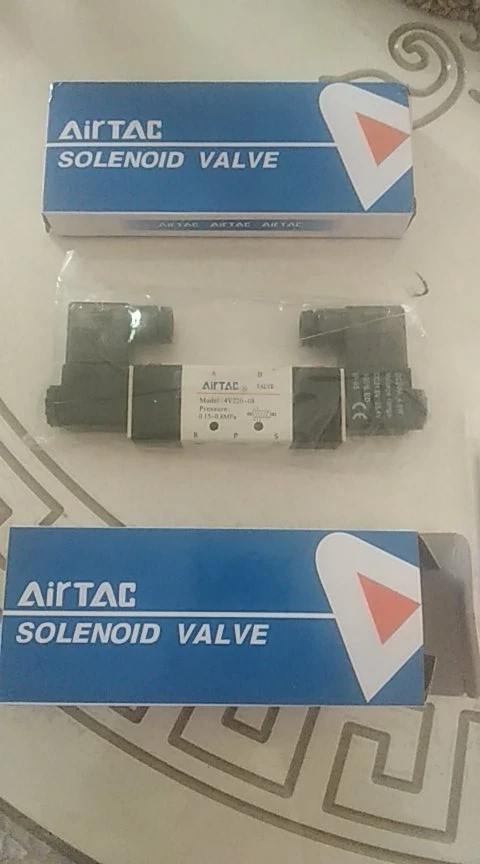 AirTAC
SOLENOID VALVE
AirTAC AirTAC AirTAC
A B
AirTAC VALVE
Model: 4V220-08
Pressure:
0.15~0.8MPa
R P S
CE
AirTAC
SOLENOID VALVE